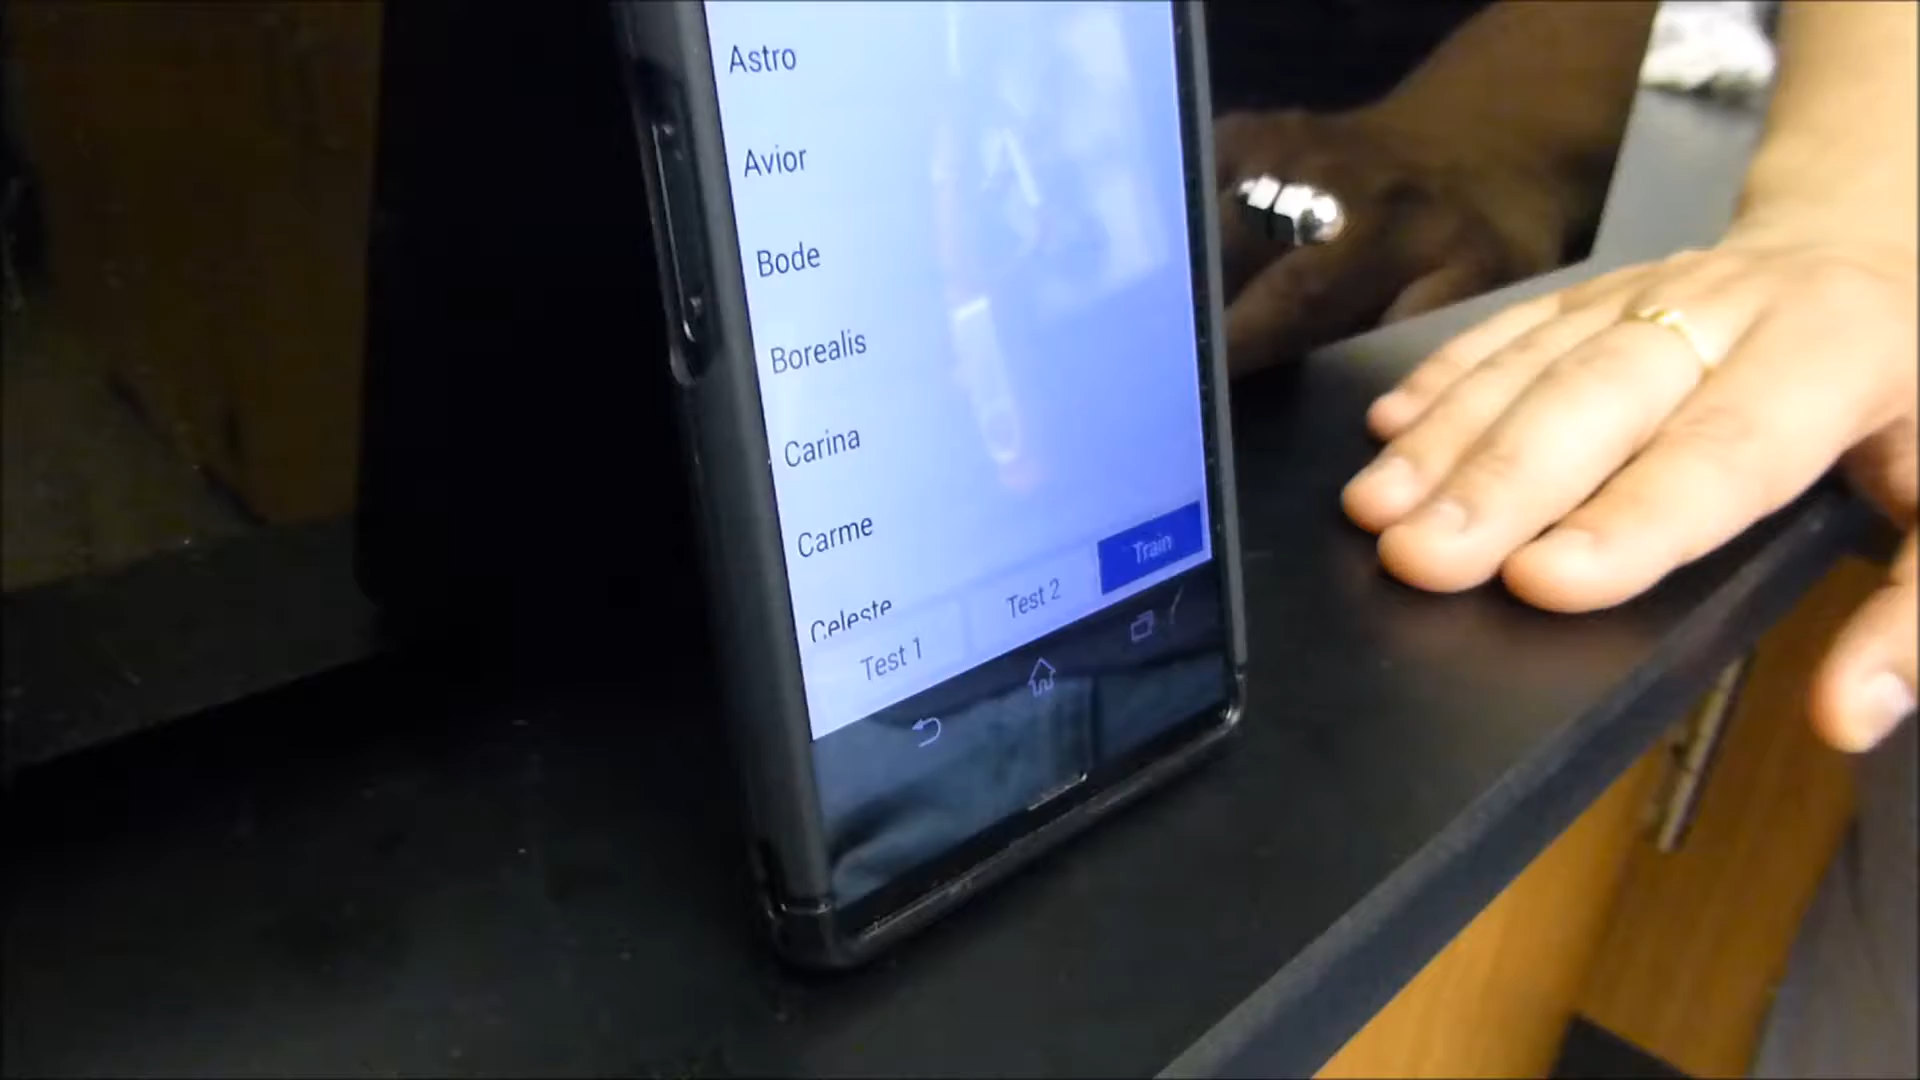 Astro
Avior
Bode
Borealis
Carina
Carme
Celeste
Test 1
Test 2
Train